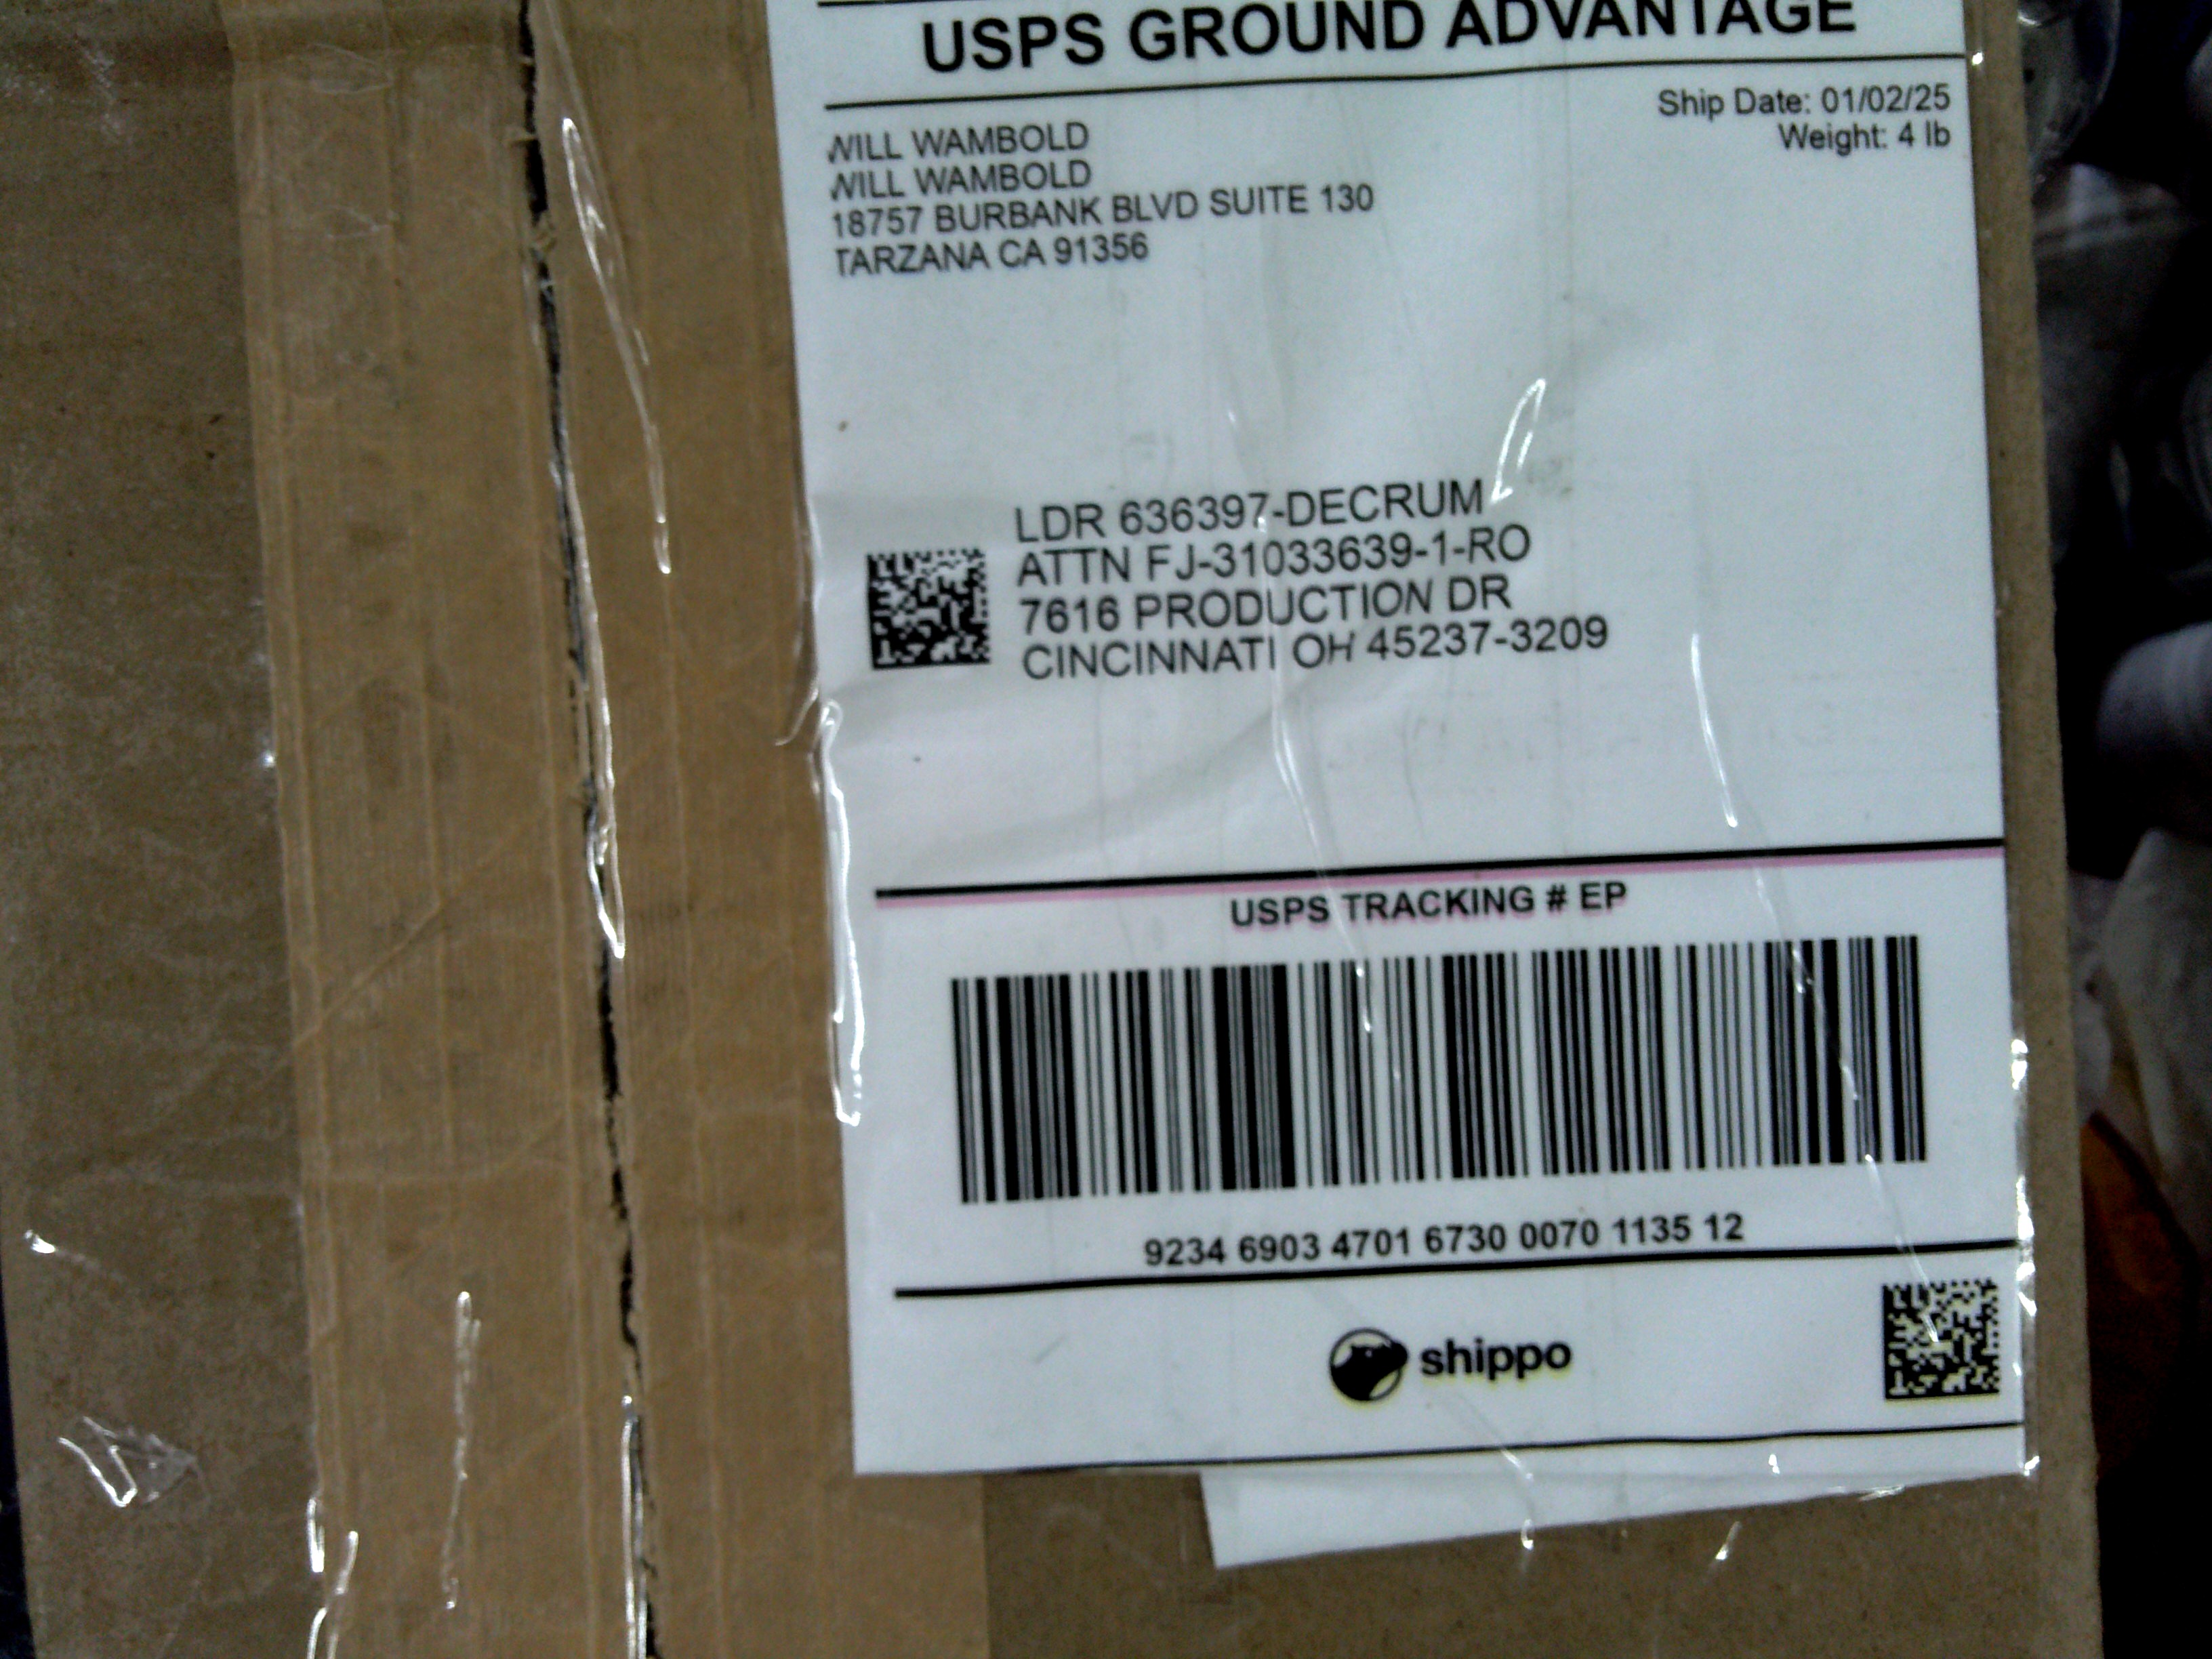 USPS GROUND ADVANTAGE
Ship Date: 01/02/25
Weight: 4 lb
WILL WAMBOLD
WILL WAMBOLD
18757 BURBANK BLVD SUITE 130
TARZANA CA 91356
LDR 636397-DECRUM
ATTN FJ-31033639-1-RO
7616 PRODUCTION DR
CINCINNATI OH 45237-3209
USPS TRACKING # EP
9234 6903 4701 6730 0070 1135 12
shippo